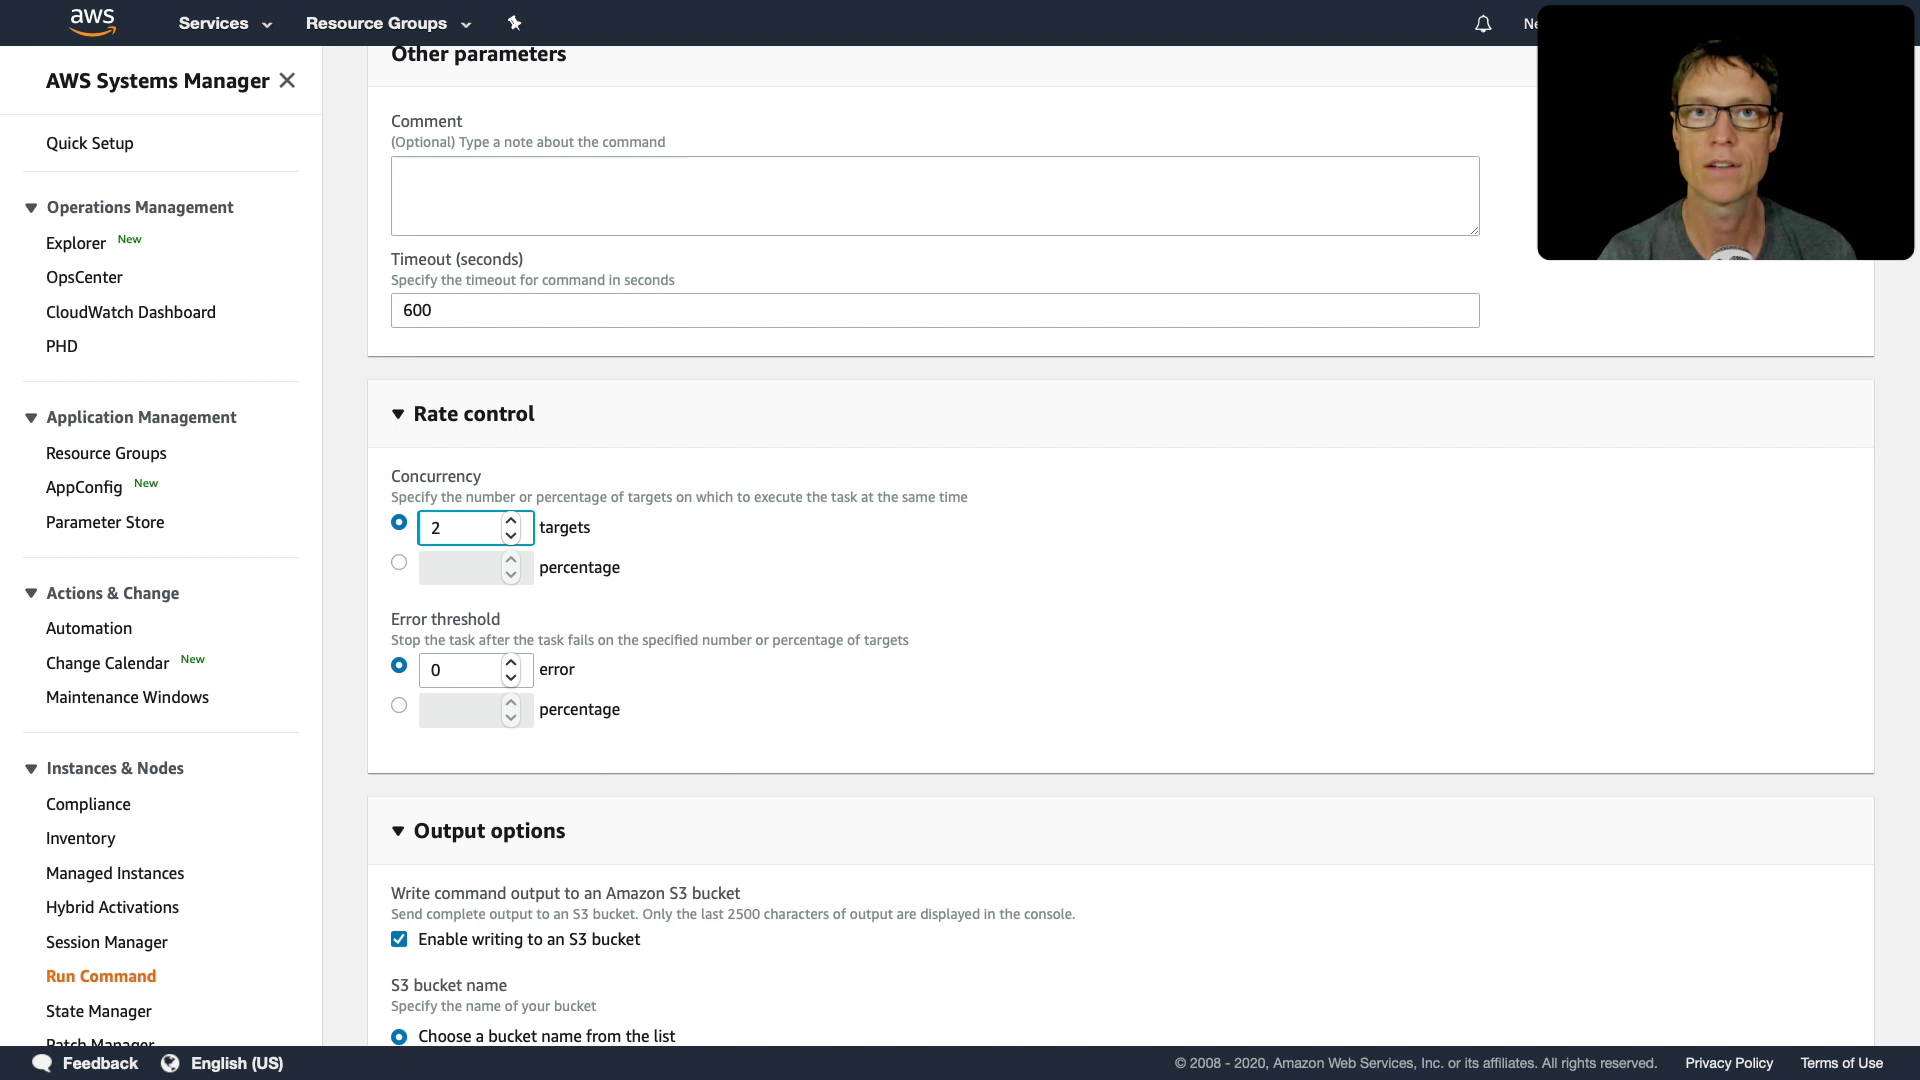 aws Services Resource Groups
AWS Systems Manager
Quick Setup
Operations Management
Explorer New
OpsCenter
CloudWatch Dashboard
PHD
Application Management
Resource Groups
AppConfig New
Parameter Store
Actions & Change
Automation
Change Calendar New
Maintenance Windows
Instances & Nodes
Compliance
Inventory
Managed Instances
Hybrid Activations
Session Manager
Run Command
State Manager
Patch Manager
Other parameters
Comment
(Optional) Type a note about the command
Timeout (seconds)
Specify the timeout for command in seconds
600
Rate control
Concurrency
Specify the number or percentage of targets on which to execute the task at the same time
2 targets
percentage
Error threshold
Stop the task after the task fails on the specified number or percentage of targets
0 error
percentage
Output options
Write command output to an Amazon S3 bucket
Send complete output to an S3 bucket. Only the last 2500 characters of output are displayed in the console.
Enable writing to an S3 bucket
S3 bucket name
Specify the name of your bucket
Choose a bucket name from the list
Feedback English (US) © 2008 - 2020, Amazon Web Services, Inc. or its affiliates. All rights reserved. Privacy Policy Terms of Use